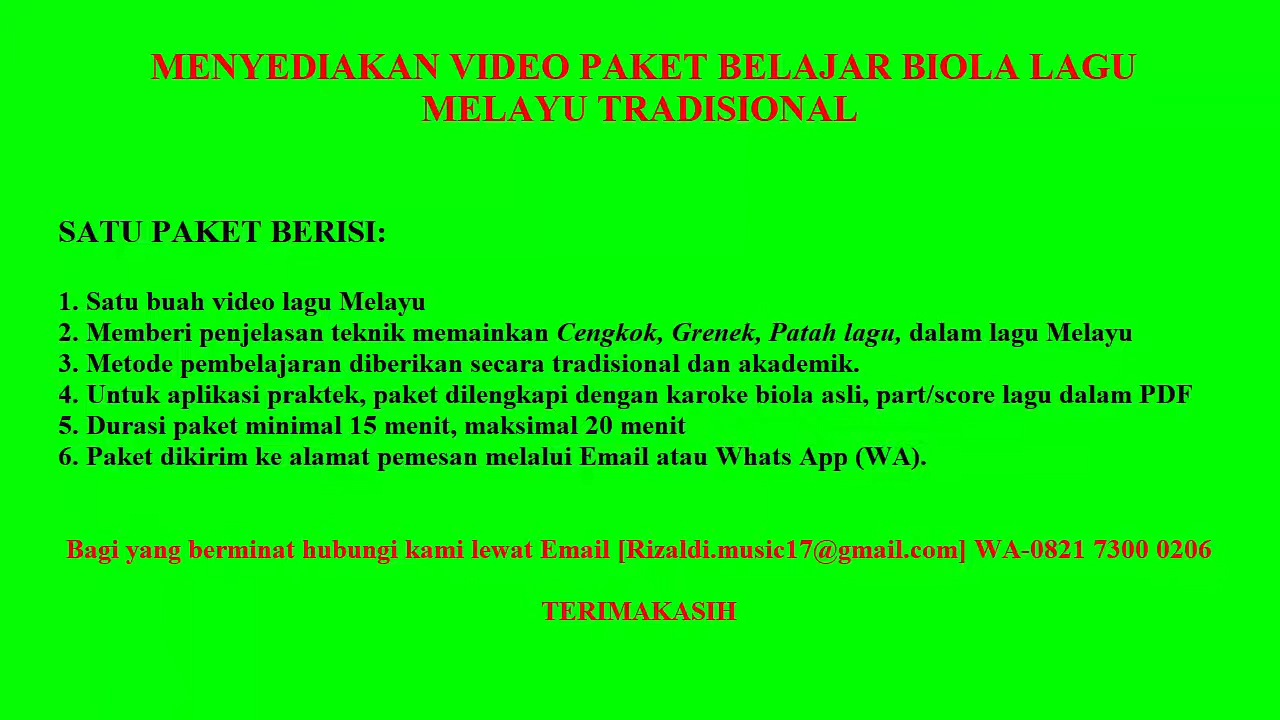 MENYEDIAKAN VIDEO PAKET BELAJAR BIOLA LAGU
MELAYU TRADISIONAL
SATU PAKET BERISI:
1. Satu buah video lagu Melayu
2. Memberi penjelasan teknik memainkan Cengkok, Grenek, Patah lagu, dalam lagu Melayu
3. Metode pembelajaran diberikan secara tradisional dan akademik.
4. Untuk aplikasi praktek, paket dilengkapi dengan karoke biola asli, part/score lagu dalam PDF
5. Durasi paket minimal 15 menit, maksimal 20 menit
6. Paket dikirim ke alamat pemesan melalui Email atau Whats App (WA).
Bagi yang berminat hubungi kami lewat Email [Rizaldi.music17@gmail.com] WA-0821 7300 0206
TERIMAKASIH